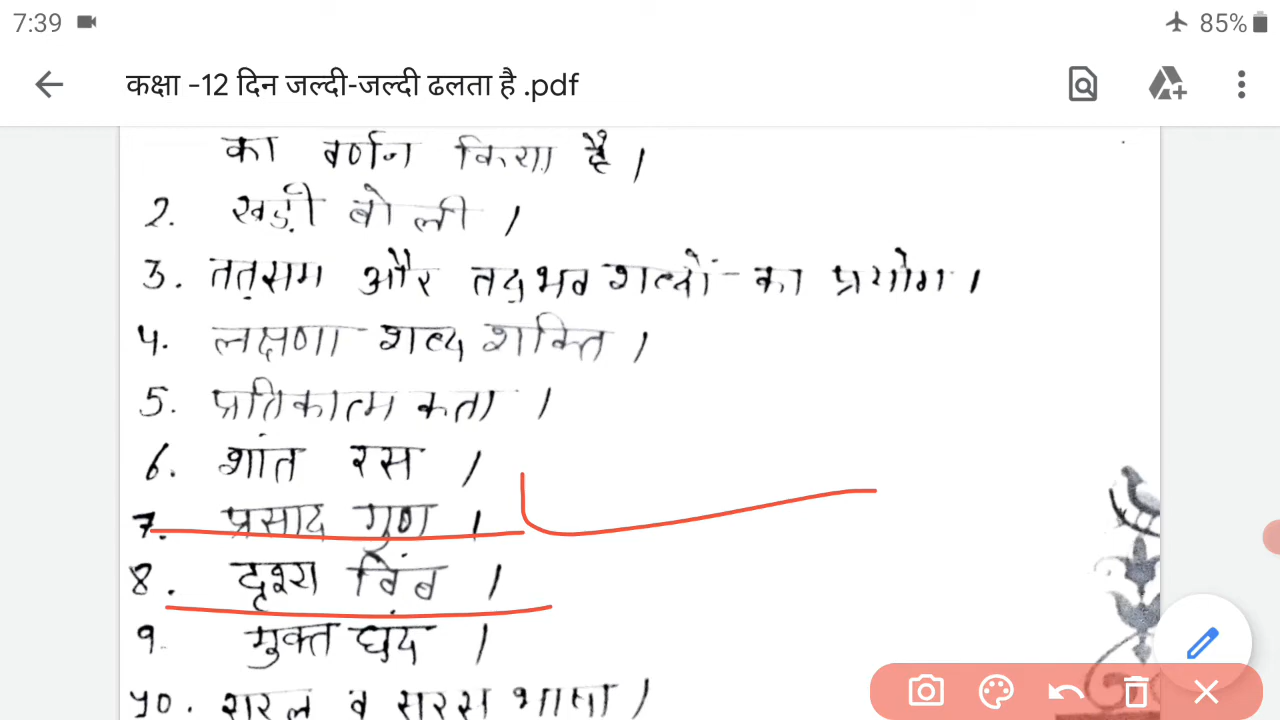 7:39 85%
कक्षा -12 दिन जल्दी-जल्दी ढलता है .pdf
का वर्णन किया है ।
2. खड़ी बोली ।
3. तत्सम और तद्भव शब्दों का प्रयोग ।
4. लक्षणा शब्द शक्ति ।
5. प्रतिकात्मकता ।
6. शांत रस ।
7. प्रसाद गुण ।
8. दृश्य बिंब ।
9. मुक्त छंद ।
10. सरल व सरस भाषा ।